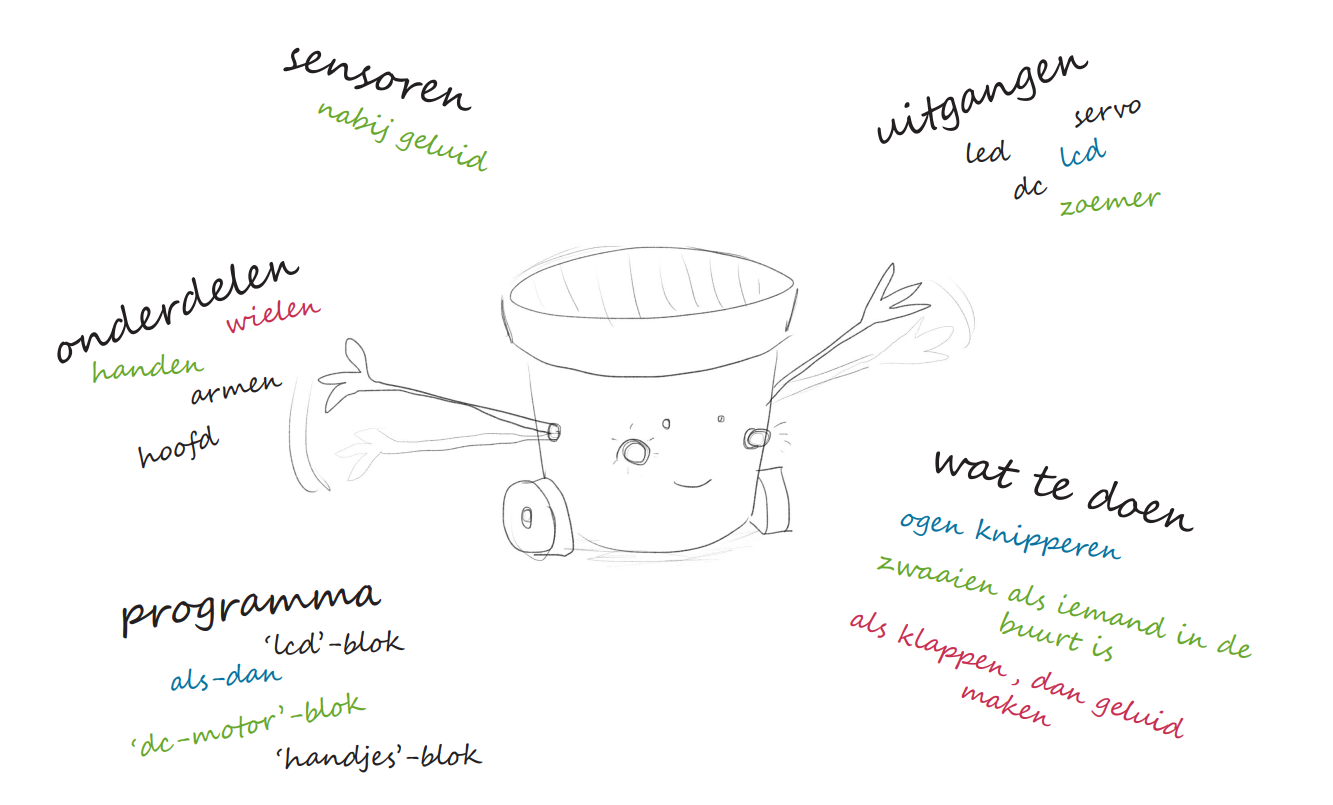 sensoren
nabij geluid
uitgangen
servo
led
lcd
dc
zoemer
onderdelen
wielen
handen
armen
hoofd
wat te doen
ogen knipperen
zwaaien als iemand in de
buurt is
als klappen, dan geluid
maken
programma
'lcd'-blok
als-dan
'dc-motor'-blok
'handjes'-blok